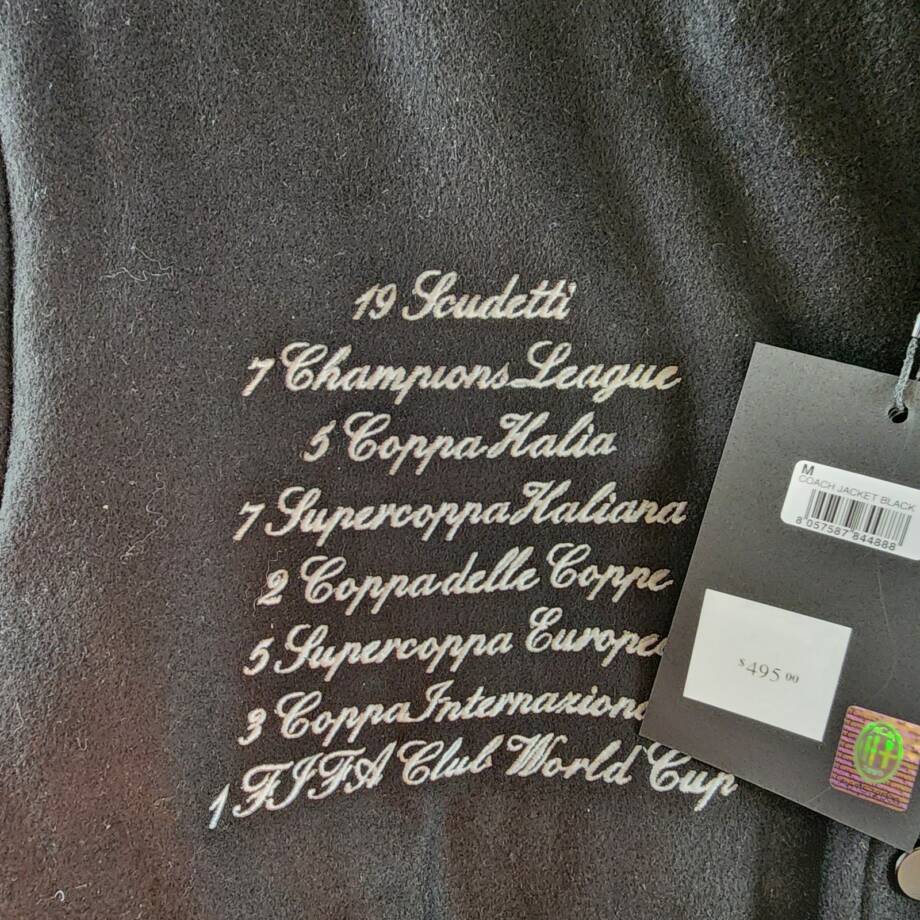 19 Scudetti
7 Champions League
5 Coppa Italia
7 Supercoppa Italiana
2 Coppa delle Coppe
5 Supercoppa Europe
3 Coppa Internaziona
1 FIFA Club World Cup
M
COACH JACKET BLACK
8 057587 844888
$495.00